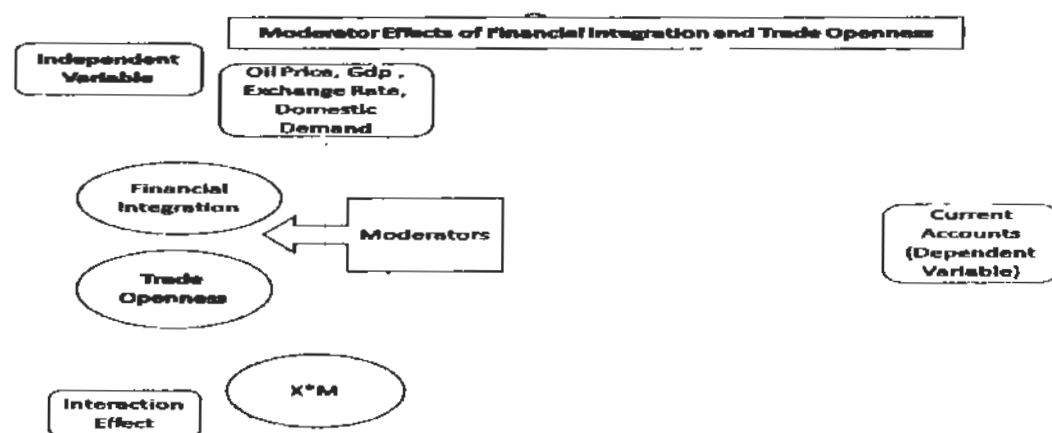 Moderator Effects of Financial Integration and Trade Openness
Independent
Variable
Oil Price, Gdp ,
Exchange Rate,
Domestic
Demand
Financial
Integration
Moderators
Trade
Openness
Current
Accounts
(Dependent
Variable)
X*M
Interaction
Effect